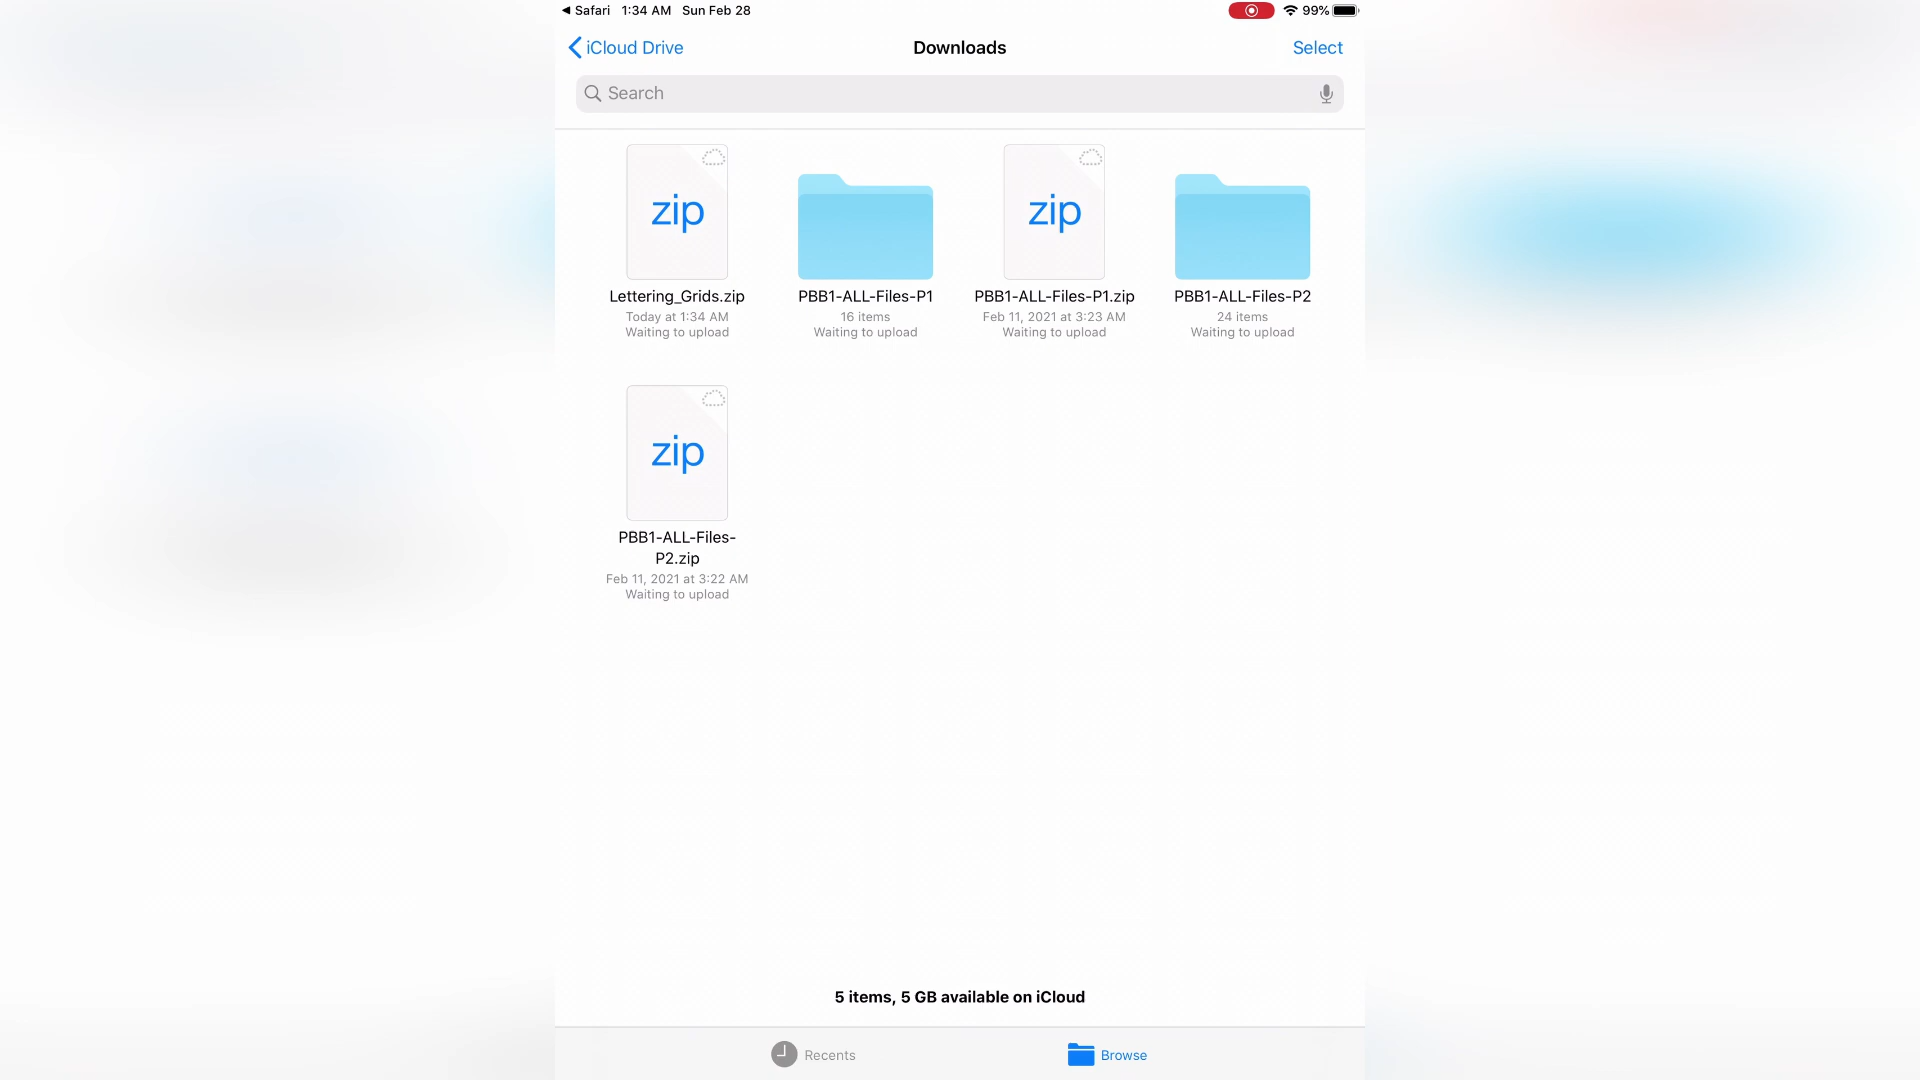 ◀ Safari 1:34 AM Sun Feb 28 99%
iCloud Drive Downloads Select
Search
zip zip
Lettering_Grids.zip PBB1-ALL-Files-P1 PBB1-ALL-Files-P1.zip PBB1-ALL-Files-P2
Today at 1:34 AM 16 items Feb 11, 2021 at 3:23 AM 24 items
Waiting to upload Waiting to upload Waiting to upload Waiting to upload
zip
PBB1-ALL-Files-
P2.zip
Feb 11, 2021 at 3:22 AM
Waiting to upload
5 items, 5 GB available on iCloud
Recents Browse